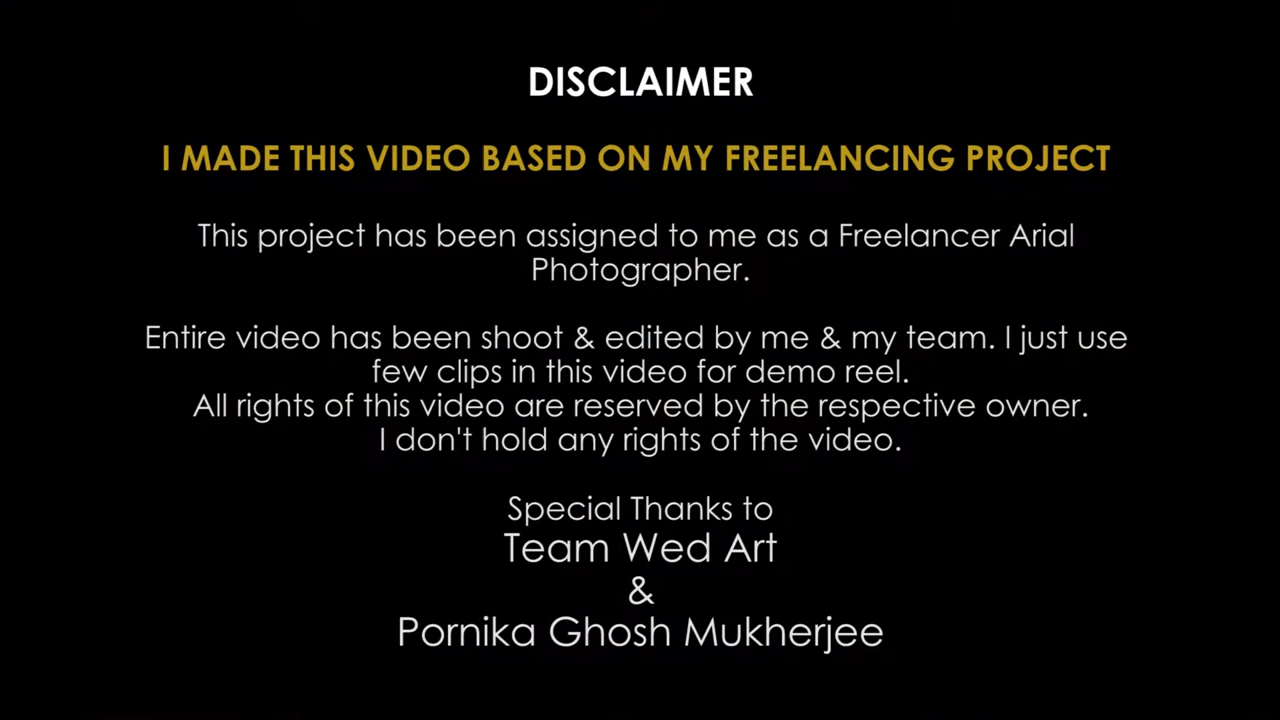 DISCLAIMER
I MADE THIS VIDEO BASED ON MY FREELANCING PROJECT
This project has been assigned to me as a Freelancer Arial
Photographer.
Entire video has been shoot & edited by me & my team. I just use
few clips in this video for demo reel.
All rights of this video are reserved by the respective owner.
I don't hold any rights of the video.
Special Thanks to
Team Wed Art
&
Pornika Ghosh Mukherjee